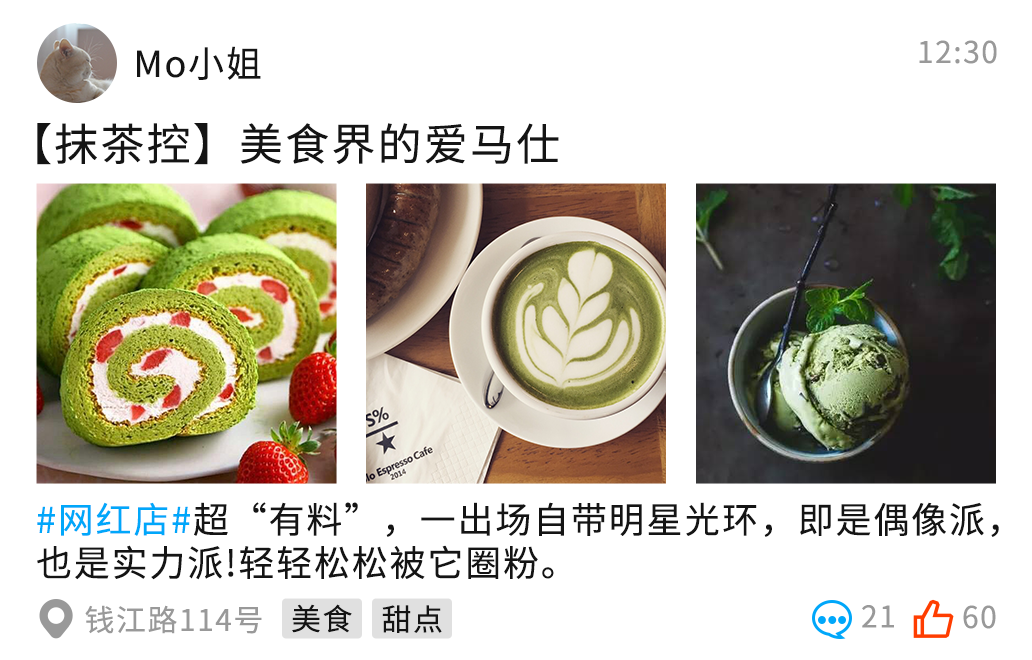 Mo小姐
12:30
【抹茶控】美食界的爱马仕
5%
lo Espresso Cafe
2014
#网红店#超“有料”，一出场自带明星光环，即是偶像派，
也是实力派!轻轻松松被它圈粉。
钱江路114号 美食 甜点 21 60